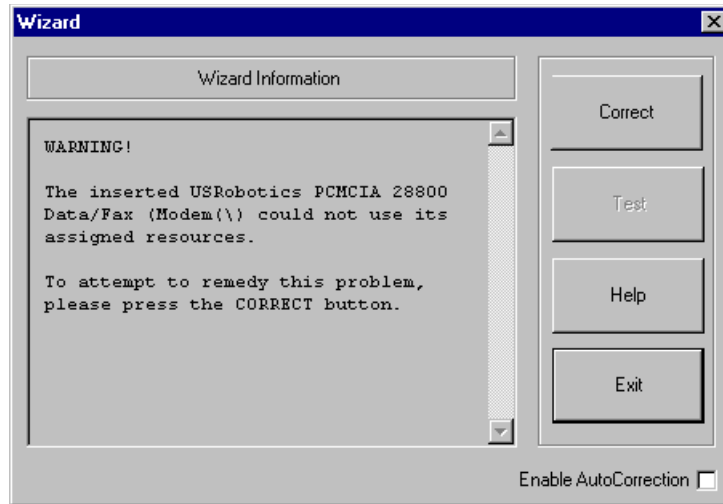 Wizard
Wizard Information
WARNING!
The inserted USRobotics PCMCIA 28800
Data/Fax (Modem(\) could not use its
assigned resources.
To attempt to remedy this problem,
please press the CORRECT button.
Correct
Test
Help
Exit
Enable AutoCorrection